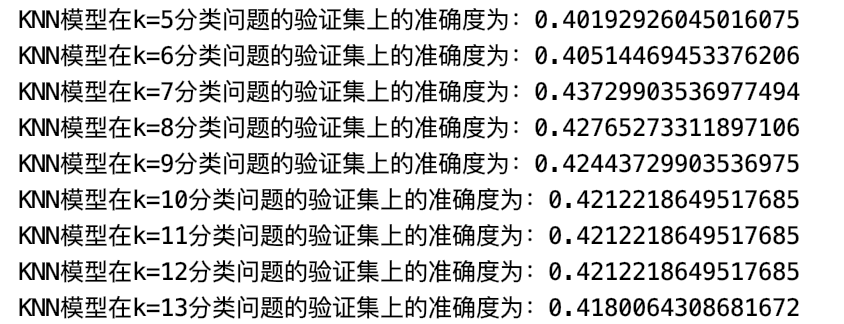 KNN模型在k=5分类问题的验证集上的准确度为：0.40192926045016075
KNN模型在k=6分类问题的验证集上的准确度为：0.40514469453376206
KNN模型在k=7分类问题的验证集上的准确度为：0.43729903536977494
KNN模型在k=8分类问题的验证集上的准确度为：0.42765273311897106
KNN模型在k=9分类问题的验证集上的准确度为：0.42443729903536975
KNN模型在k=10分类问题的验证集上的准确度为：0.4212218649517685
KNN模型在k=11分类问题的验证集上的准确度为：0.4212218649517685
KNN模型在k=12分类问题的验证集上的准确度为：0.4212218649517685
KNN模型在k=13分类问题的验证集上的准确度为：0.4180064308681672